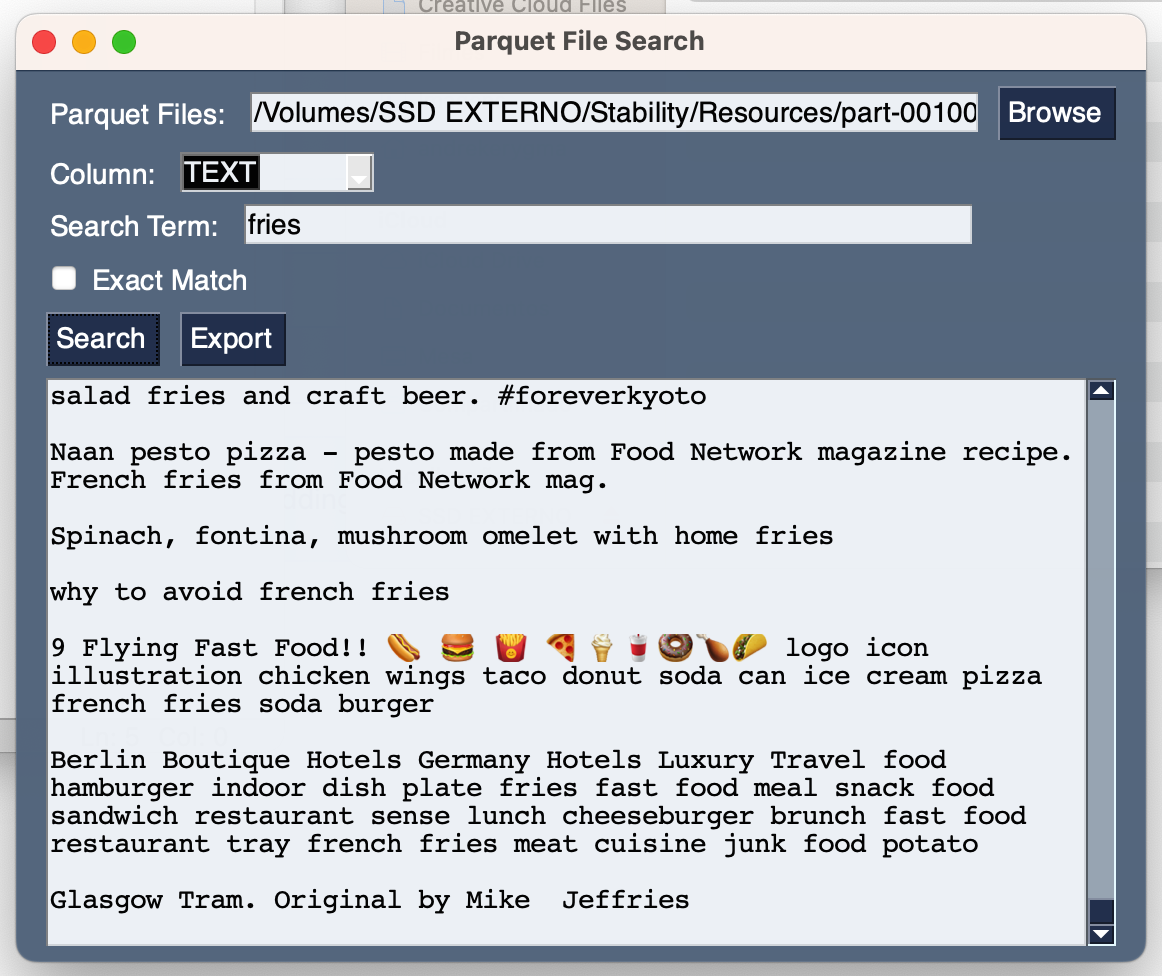 Creative Cloud Files
Parquet File Search
Parquet Files: /Volumes/SSD EXTERNO/Stability/Resources/part-00100 Browse
Column: TEXT
Search Term: fries
Exact Match
Search Export
salad fries and craft beer. #foreverkyoto
Naan pesto pizza – pesto made from Food Network magazine recipe.
French fries from Food Network mag.
Spinach, fontina, mushroom omelet with home fries
why to avoid french fries
9 Flying Fast Food!! 🌭 🍔 🍟 🍕🍦🥤🍩🍗🌮 logo icon
illustration chicken wings taco donut soda can ice cream pizza
french fries soda burger
Berlin Boutique Hotels Germany Hotels Luxury Travel food
hamburger indoor dish plate fries fast food meal snack food
sandwich restaurant sense lunch cheeseburger brunch fast food
restaurant tray french fries meat cuisine junk food potato
Glasgow Tram. Original by Mike  Jeffries